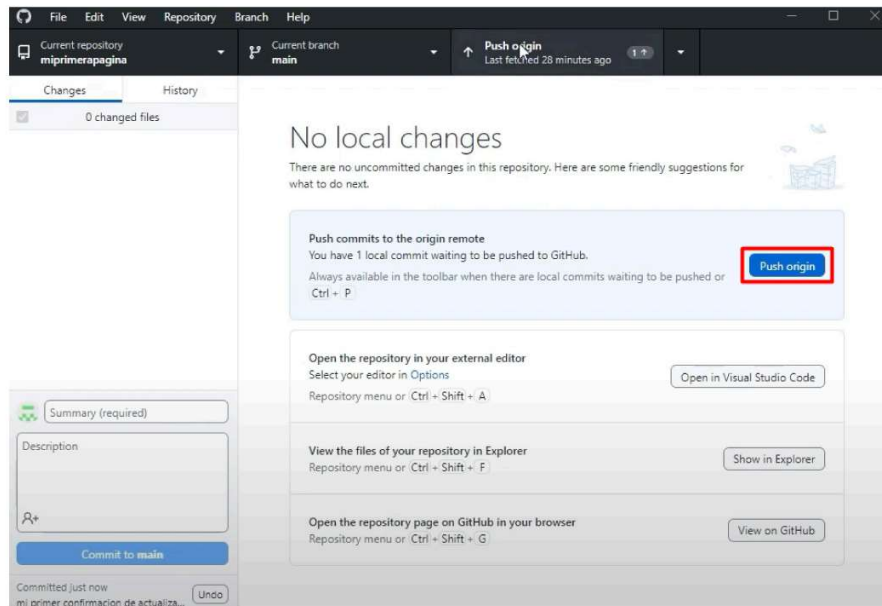 File Edit View Repository Branch Help
Current repository
miprimerapagina
Current branch
main
Push origin
Last fetched 28 minutes ago
1
Changes History
0 changed files
No local changes
There are no uncommitted changes in this repository. Here are some friendly suggestions for
what to do next.
Push commits to the origin remote
You have 1 local commit waiting to be pushed to GitHub.
Always available in the toolbar when there are local commits waiting to be pushed or
Ctrl + P
Push origin
Open the repository in your external editor
Select your editor in Options
Repository menu or Ctrl + Shift + A
Open in Visual Studio Code
View the files of your repository in Explorer
Repository menu or Ctrl + Shift + F
Show in Explorer
Open the repository page on GitHub in your browser
Repository menu or Ctrl + Shift + G
View on GitHub
Summary (required)
Description
Commit to main
Committed just now
mi primer confirmacion de actualiza...
Undo